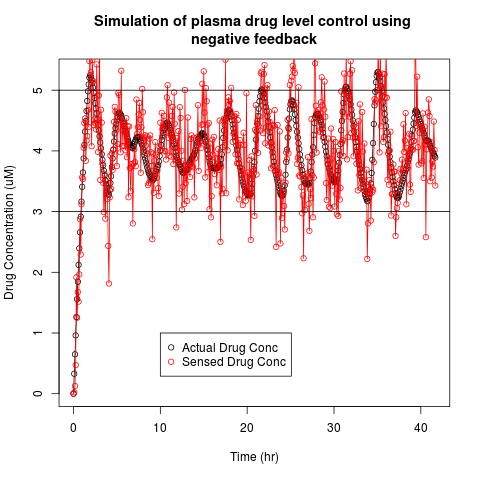 Simulation of plasma drug level control using
negative feedback
Drug Concentration (uM)
5
4
3
2
1
0
Actual Drug Conc
Sensed Drug Conc
0 10 20 30 40
Time (hr)